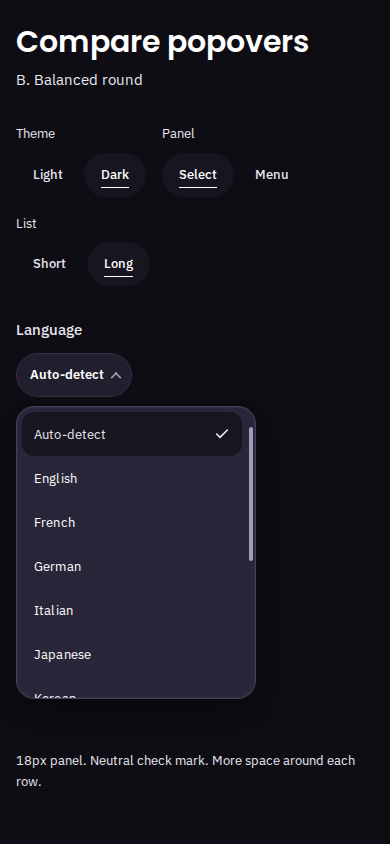 Compare popovers
B. Balanced round
Theme
Panel
Light
Dark
Select
Menu
List
Short
Long
Language
Auto-detect
Auto-detect
English
French
German
Italian
Japanese
Korean
18px panel. Neutral check mark. More space around each
row.